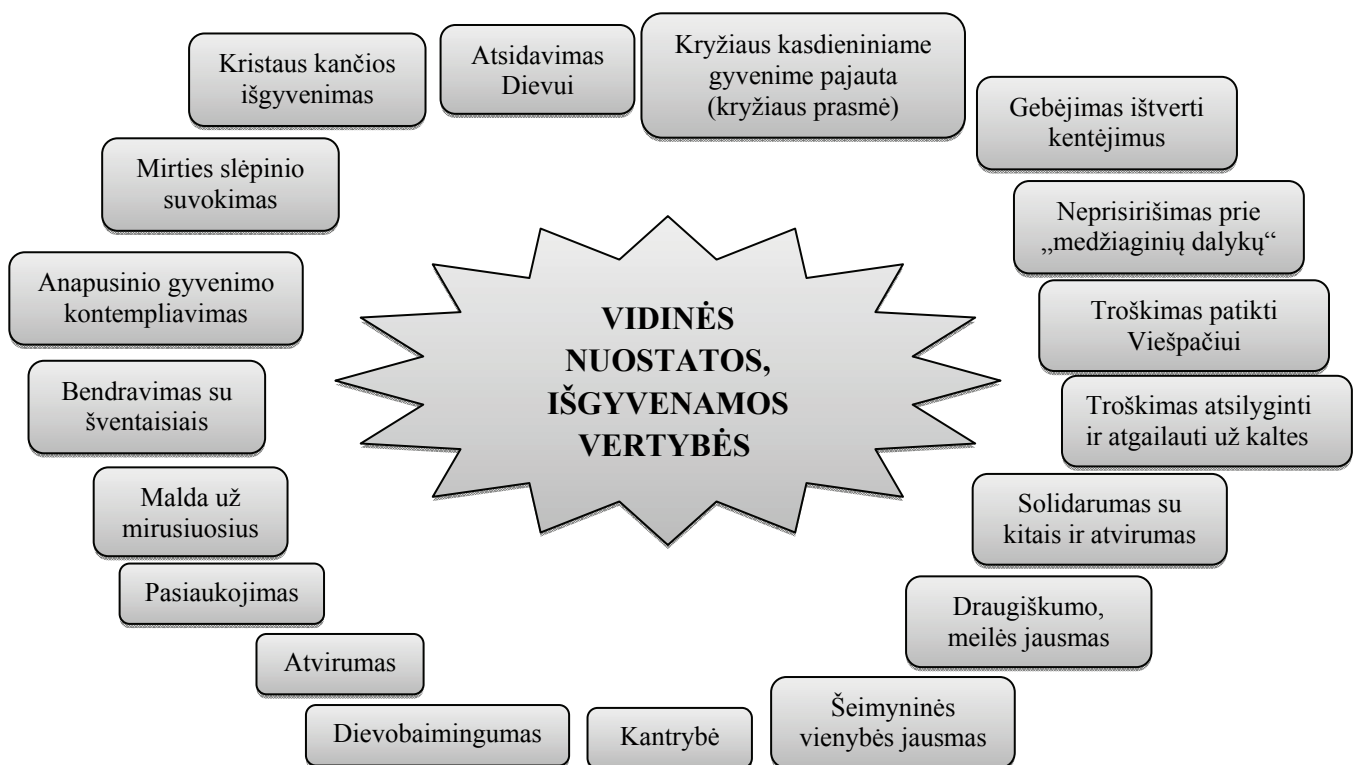 Kristaus kančios
išgyvenimas
Atsidavimas
Dievui
Kryžiaus kasdieniniame
gyvenime pajauta
(kryžiaus prasmė)
Gebėjimas ištverti
kentėjimus
Mirties slėpinio
suvokimas
Neprisirišimas prie
„medžiaginių dalykų“
Anapusinio gyvenimo
kontempliavimas
Troškimas patikti
Viešpačiui
VIDINĖS
NUOSTATOS,
IŠGYVENAMOS
VERTYBĖS
Bendravimas su
šventaisiais
Troškimas atsilyginti
ir atgailauti už kaltes
Malda už
mirusiuosius
Solidarumas su
kitais ir atvirumas
Pasiaukojimas
Draugiškumo,
meilės jausmas
Atvirumas
Dievobaimingumas
Kantrybė
Šeimyninės
vienybės jausmas